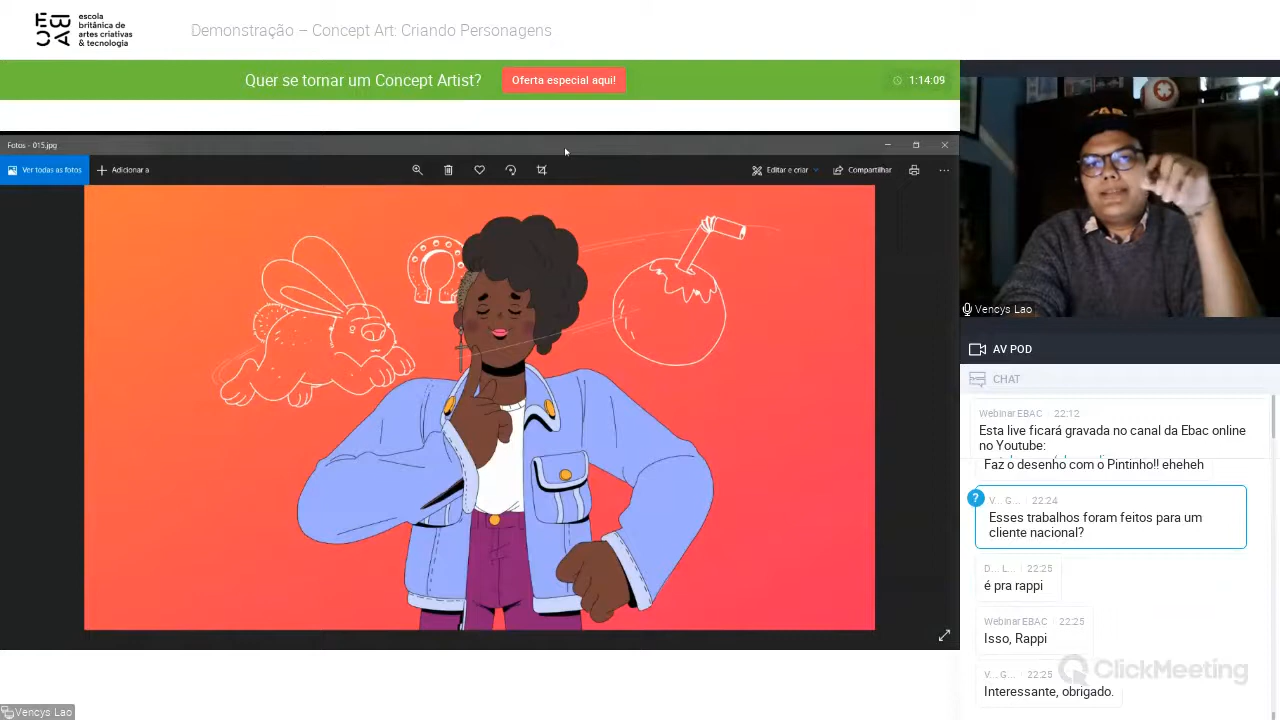 escola
britânica de
artes criativas
& tecnologia
EBAC
Demonstração – Concept Art: Criando Personagens
Quer se tornar um Concept Artist?
Oferta especial aqui!
1:14:09
Fotos - 015.jpg
Ver todas as fotos
Adicionar a
Editar e criar
Compartilhar
Vencys Lao
AV POD
CHAT
Webinar EBAC 22:12
Esta live ficará gravada no canal da Ebac online
no Youtube:
Faz o desenho com o Pintinho!! eheheh
?
V... G... 22:24
Esses trabalhos foram feitos para um
cliente nacional?
D... L... 22:25
é pra rappi
Webinar EBAC 22:25
Isso, Rappi
ClickMeeting
V... G... 22:25
Interessante, obrigado.
Vencys Lao